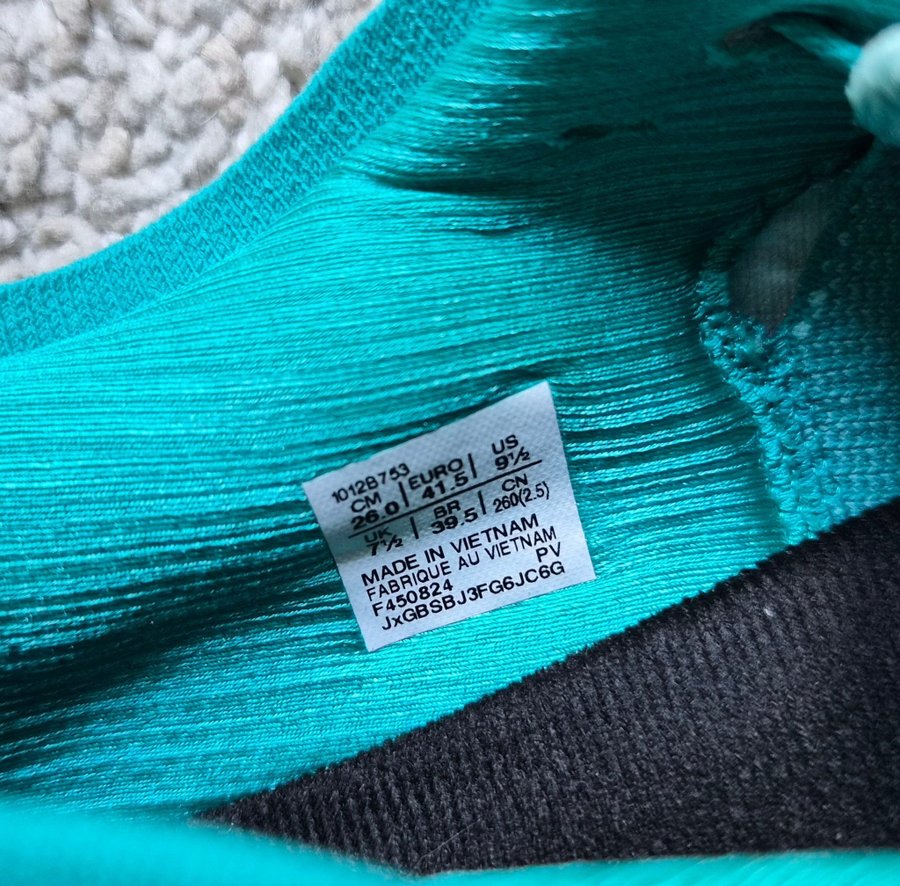 1012B753
CM | EURO | US
26.0 | 41.5 | 9½
UK | BR | CN
7½ | 39.5 | 260(2.5)
MADE IN VIETNAM
FABRIQUE AU VIETNAM
F450824 PV
JxGBSBJ3FG6JC6G